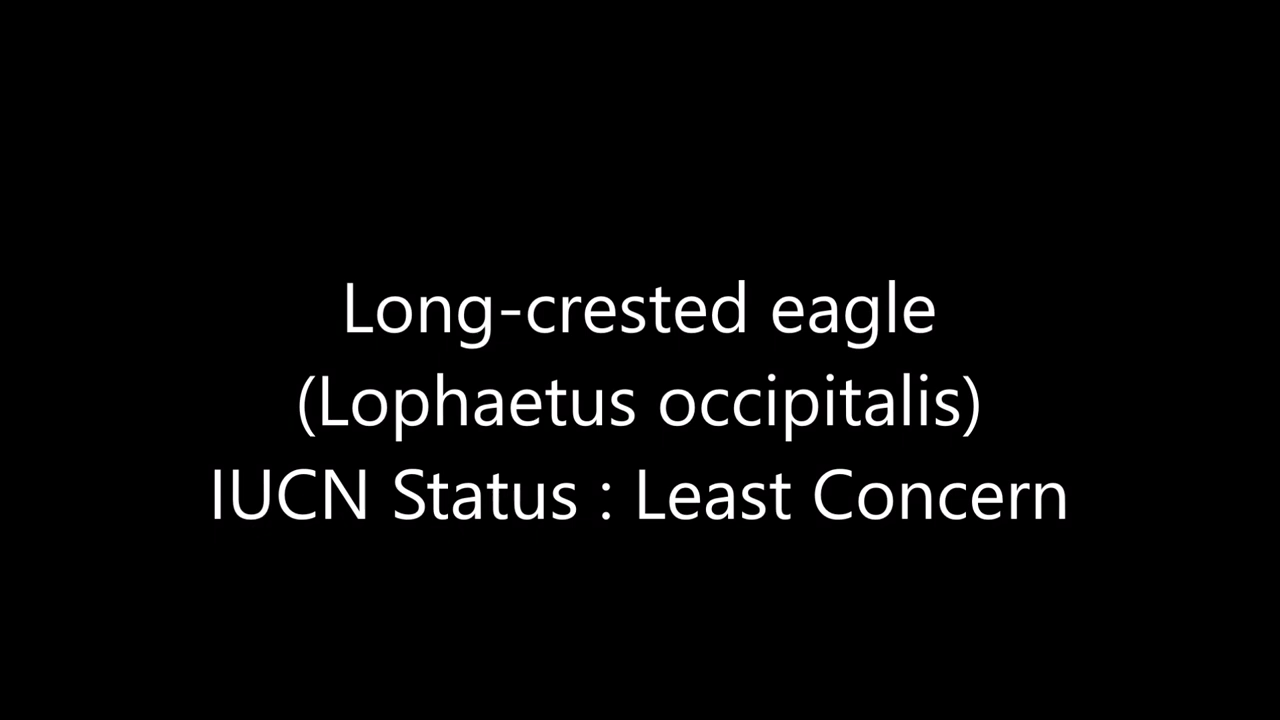 Long-crested eagle
(Lophaetus occipitalis)
IUCN Status : Least Concern